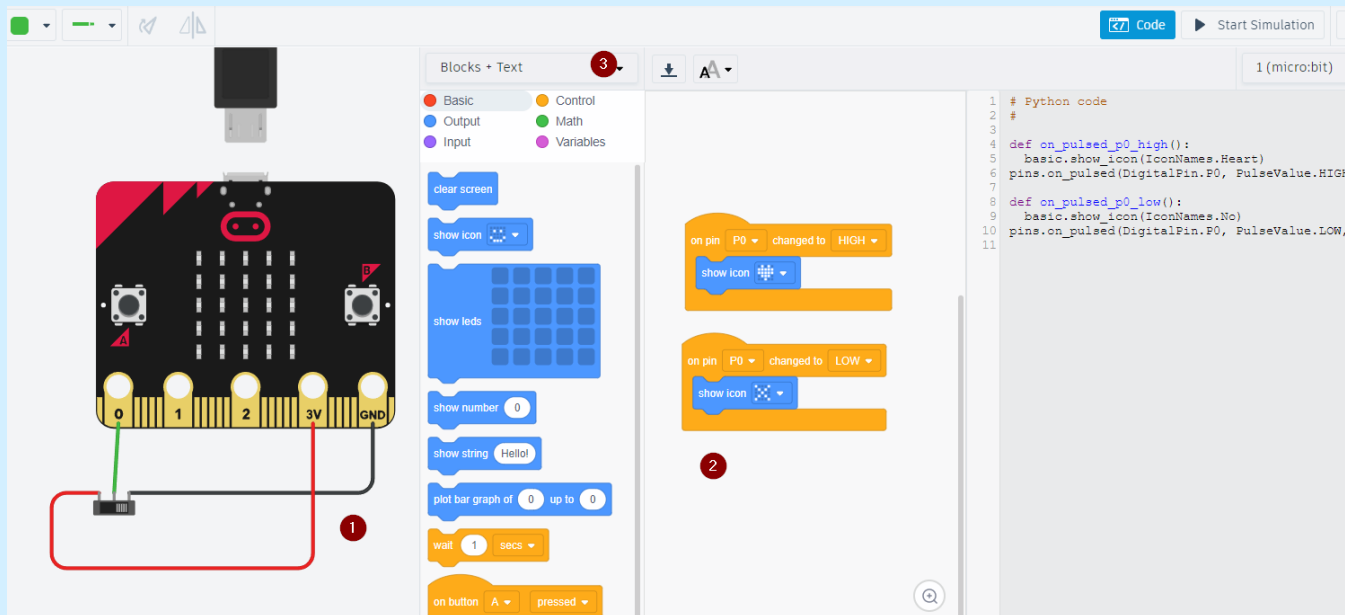 Code
Start Simulation
Blocks + Text
3
1 (micro:bit)
Basic
Control
Output
Math
Input
Variables
clear screen
show icon
show leds
show number 0
show string Hello!
plot bar graph of 0 up to 0
wait 1 secs
on button A pressed
B
A
0 1 2 3V GND
1
on pin P0 changed to HIGH
show icon
on pin P0 changed to LOW
show icon
2
AA
1 # Python code
2 #
3
4 def on_pulsed_p0_high():
5 basic.show_icon(IconNames.Heart)
6 pins.on_pulsed(DigitalPin.P0, PulseValue.HIGH
7
8 def on_pulsed_p0_low():
9 basic.show_icon(IconNames.No)
10 pins.on_pulsed(DigitalPin.P0, PulseValue.LOW,
11